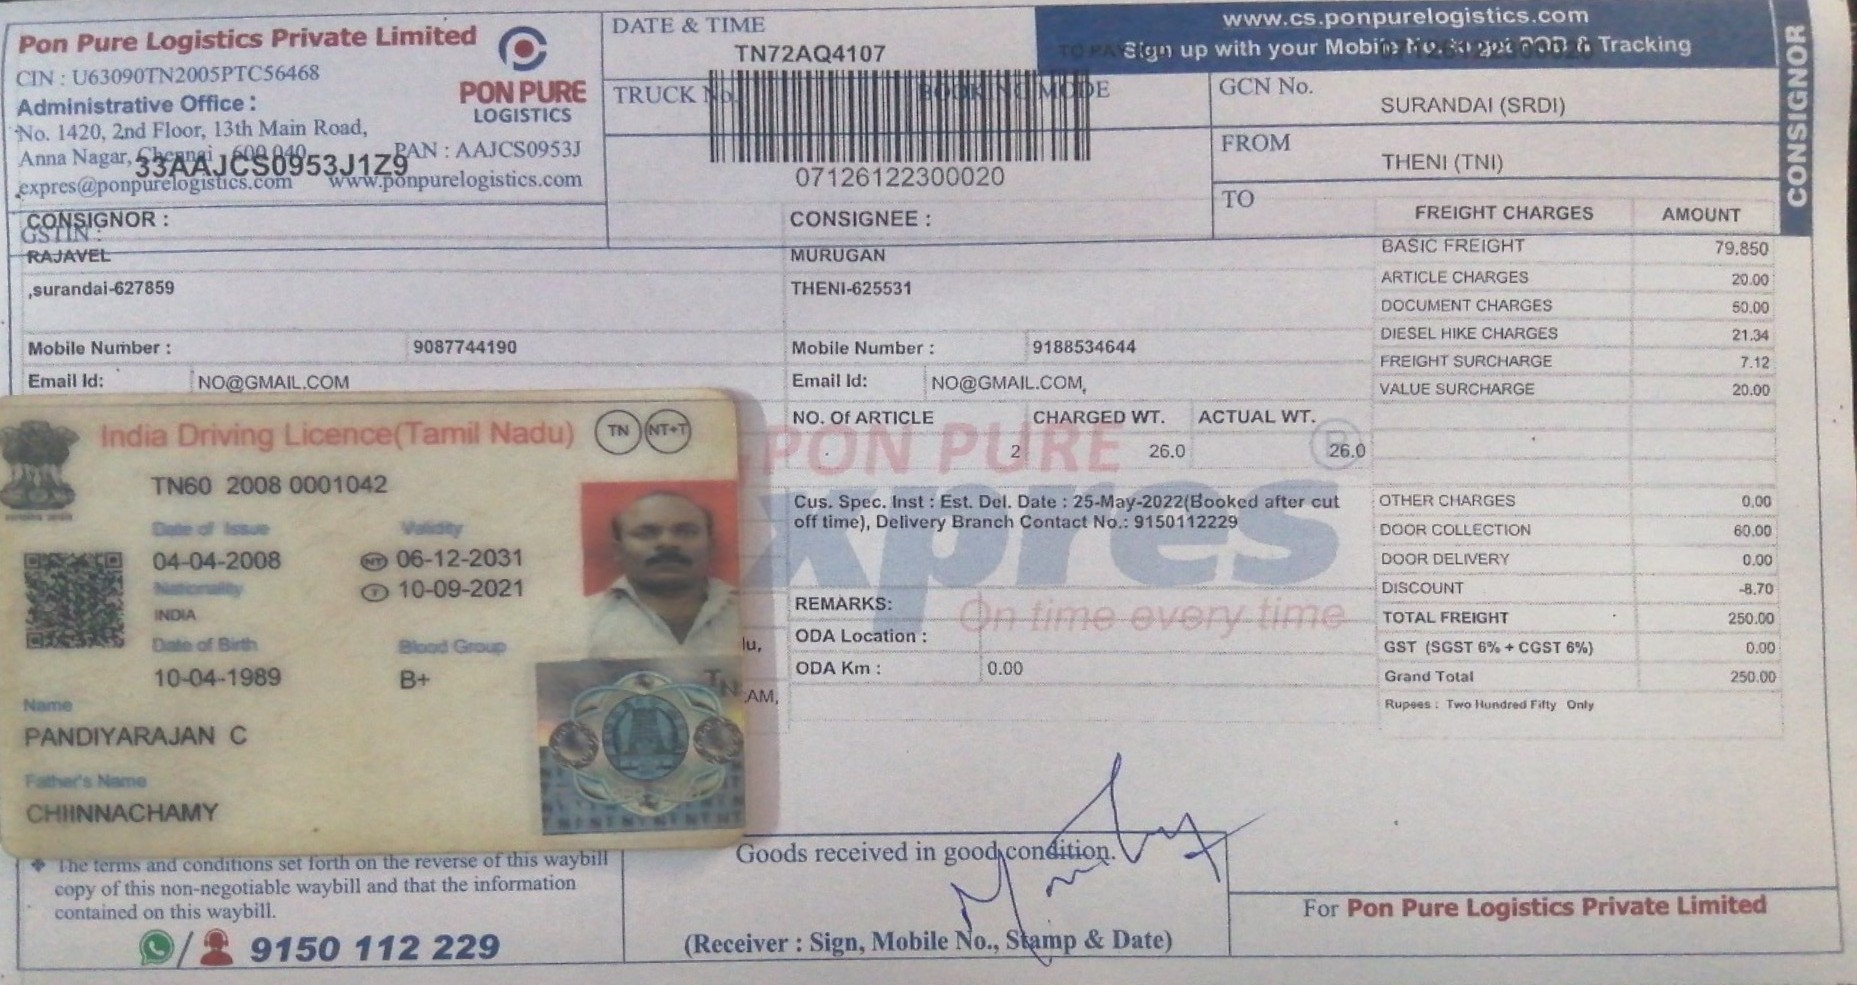 Pon Pure Logistics Private Limited
CIN : U63090TN2005PTC56468
Administrative Office :
No. 1420, 2nd Floor, 13th Main Road,
Anna Nagar, Chennai 600 040 PAN : AAJCS0953J
33AAJCS0953J1Z9
expres@ponpurelogistics.com www.ponpurelogistics.com
GSTIN :
PON PURE
LOGISTICS
DATE & TIME
TN72AQ4107
TRUCK No.
BOOKING MODE
07126122300020
www.cs.ponpurelogistics.com
Sign up with your Mobile No. to get POD & Tracking
TO PAY
GCN No.
SURANDAI (SRDI)
FROM
THENI (TNI)
TO
CONSIGNOR
CONSIGNOR :
RAJAVEL
,surandai-627859
Mobile Number : 9087744190
Email Id: NO@GMAIL.COM
CONSIGNEE :
MURUGAN
THENI-625531
Mobile Number : 9188534644
Email Id: NO@GMAIL.COM,
NO. Of ARTICLE CHARGED WT. ACTUAL WT.
2 26.0 26.0
PON PURE
xpres
On time every time
Cus. Spec. Inst : Est. Del. Date : 25-May-2022(Booked after cut
off time), Delivery Branch Contact No.: 9150112229
REMARKS:
ODA Location :
ODA Km : 0.00
lu,
AM,
FREIGHT CHARGES AMOUNT
BASIC FREIGHT 79.850
ARTICLE CHARGES 20.00
DOCUMENT CHARGES 50.00
DIESEL HIKE CHARGES 21.34
FREIGHT SURCHARGE 7.12
VALUE SURCHARGE 20.00
OTHER CHARGES 0.00
DOOR COLLECTION 60.00
DOOR DELIVERY 0.00
DISCOUNT -8.70
TOTAL FREIGHT 250.00
GST (SGST 6% + CGST 6%) 0.00
Grand Total 250.00
Rupees : Two Hundred Fifty Only
India Driving Licence(Tamil Nadu) TN NT+T
TN60 2008 0001042
Date of Issue Validity
04-04-2008 NT 06-12-2031
Nationality T 10-09-2021
INDIA
Date of Birth Blood Group
10-04-1989 B+
Name
PANDIYARAJAN C
Father's Name
CHIINNACHAMY
TN
The terms and conditions set forth on the reverse of this waybill
copy of this non-negotiable waybill and that the information
contained on this waybill.
9150 112 229
Goods received in good condition.
(Receiver : Sign, Mobile No., Stamp & Date)
For Pon Pure Logistics Private Limited